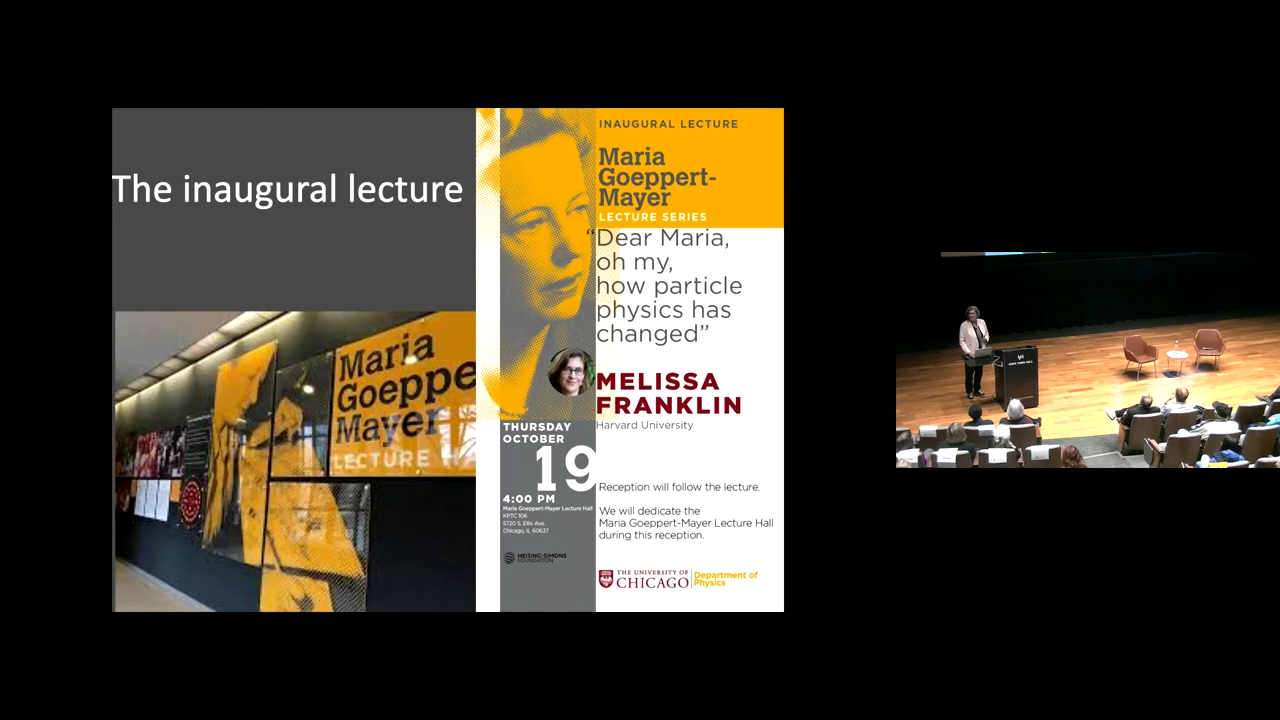 The inaugural lecture
Maria
Goeppe
Mayer
LECTURE HA
INAUGURAL LECTURE
Maria
Goeppert-
Mayer
LECTURE SERIES
“Dear Maria,
oh my,
how particle
physics has
changed”
MELISSA
FRANKLIN
Harvard University
THURSDAY
OCTOBER
19
4:00 PM
Maria Goeppert-Mayer Lecture Hall
KPTC 106
5720 S. Ellis Ave.
Chicago, IL 60637
HEISING-SIMONS
FOUNDATION
Reception will follow the lecture.
We will dedicate the
Maria Goeppert-Mayer Lecture Hall
during this reception.
THE UNIVERSITY OF
CHICAGO
Department of
Physics